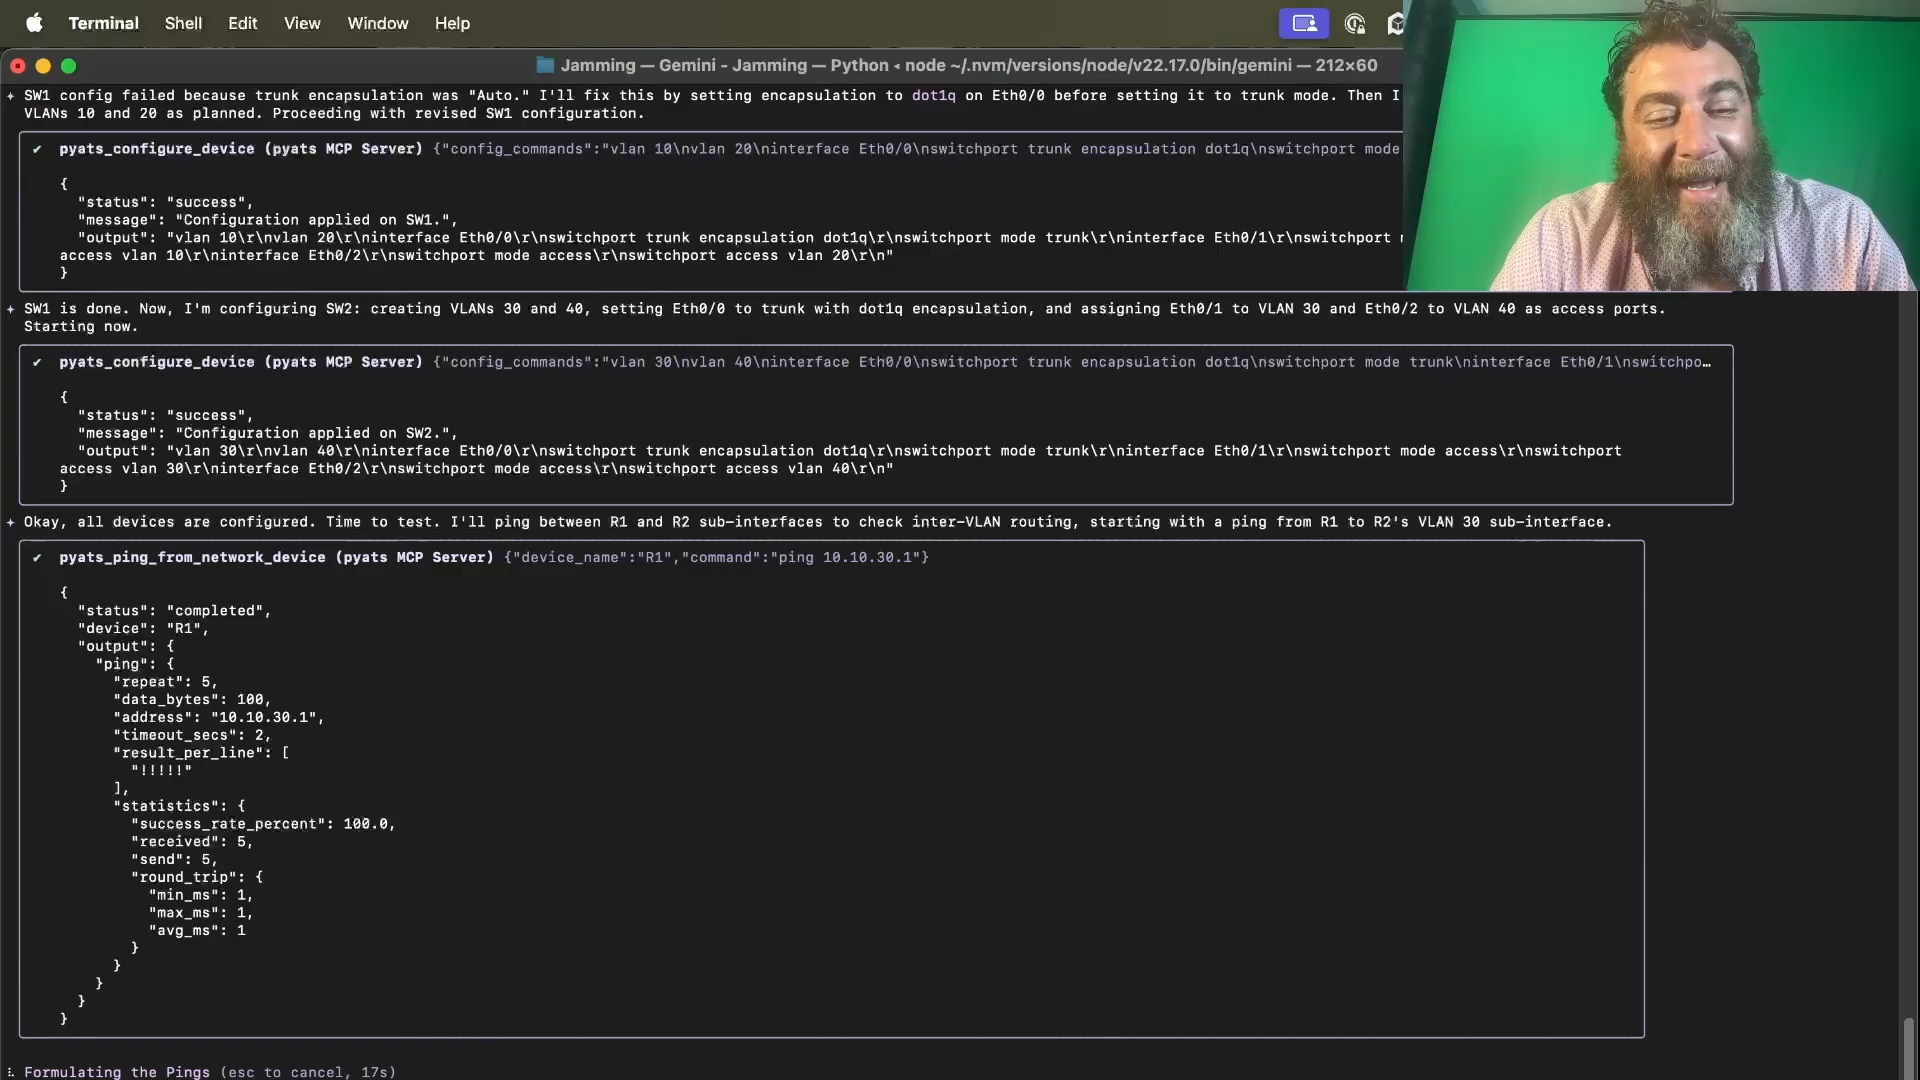 Terminal Shell Edit View Window Help
Jamming — Gemini - Jamming — Python ◂ node ~/.nvm/versions/node/v22.17.0/bin/gemini — 212×60
✦ SW1 config failed because trunk encapsulation was "Auto." I'll fix this by setting encapsulation to dot1q on Eth0/0 before setting it to trunk mode. Then I
VLANs 10 and 20 as planned. Proceeding with revised SW1 configuration.
✔ pyats_configure_device (pyats MCP Server) {"config_commands":"vlan 10\nvlan 20\ninterface Eth0/0\nswitchport trunk encapsulation dot1q\nswitchport mode
{
"status": "success",
"message": "Configuration applied on SW1.",
"output": "vlan 10\r\nvlan 20\r\ninterface Eth0/0\r\nswitchport trunk encapsulation dot1q\r\nswitchport mode trunk\r\ninterface Eth0/1\r\nswitchport
access vlan 10\r\ninterface Eth0/2\r\nswitchport mode access\r\nswitchport access vlan 20\r\n"
}
✦ SW1 is done. Now, I'm configuring SW2: creating VLANs 30 and 40, setting Eth0/0 to trunk with dot1q encapsulation, and assigning Eth0/1 to VLAN 30 and Eth0/2 to VLAN 40 as access ports.
Starting now.
✔ pyats_configure_device (pyats MCP Server) {"config_commands":"vlan 30\nvlan 40\ninterface Eth0/0\nswitchport trunk encapsulation dot1q\nswitchport mode trunk\ninterface Eth0/1\nswitchpo…
{
"status": "success",
"message": "Configuration applied on SW2.",
"output": "vlan 30\r\nvlan 40\r\ninterface Eth0/0\r\nswitchport trunk encapsulation dot1q\r\nswitchport mode trunk\r\ninterface Eth0/1\r\nswitchport mode access\r\nswitchport
access vlan 30\r\ninterface Eth0/2\r\nswitchport mode access\r\nswitchport access vlan 40\r\n"
}
✦ Okay, all devices are configured. Time to test. I'll ping between R1 and R2 sub-interfaces to check inter-VLAN routing, starting with a ping from R1 to R2's VLAN 30 sub-interface.
✔ pyats_ping_from_network_device (pyats MCP Server) {"device_name":"R1","command":"ping 10.10.30.1"}
{
"status": "completed",
"device": "R1",
"output": {
"ping": {
"repeat": 5,
"data_bytes": 100,
"address": "10.10.30.1",
"timeout_secs": 2,
"result_per_line": [
"!!!!!"
],
"statistics": {
"success_rate_percent": 100.0,
"received": 5,
"send": 5,
"round_trip": {
"min_ms": 1,
"max_ms": 1,
"avg_ms": 1
}
}
}
}
}
Formulating the Pings (esc to cancel, 17s)